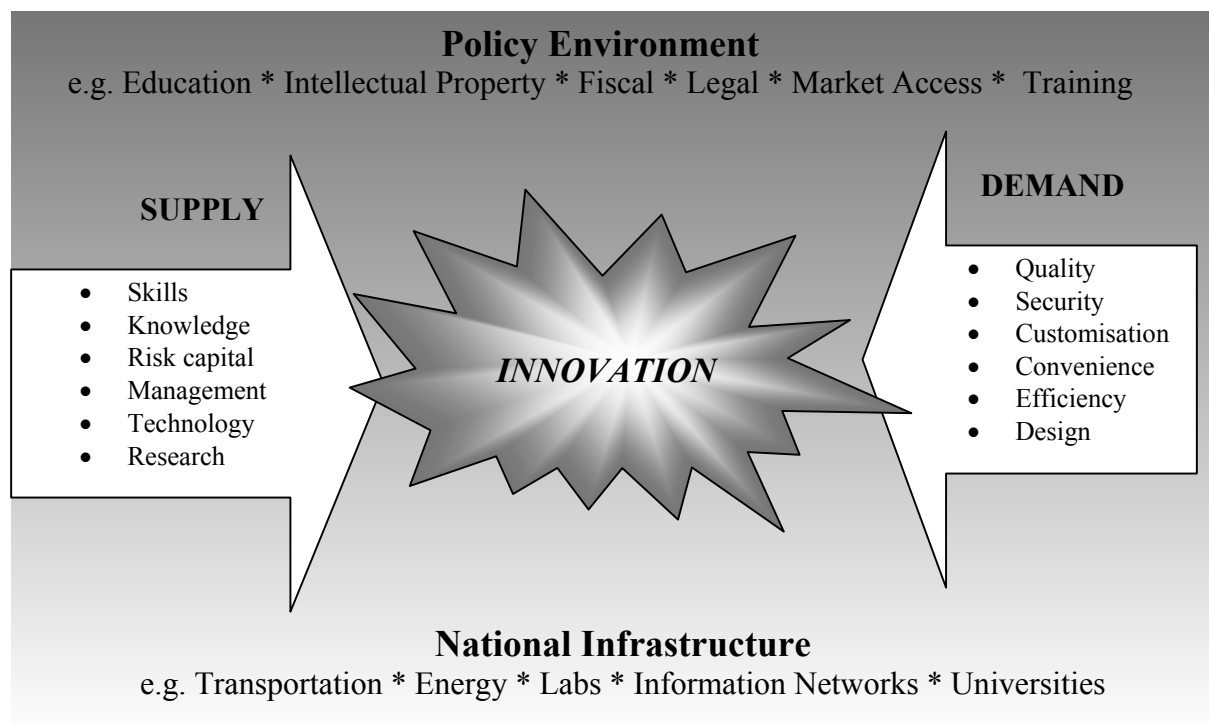 Policy Environment
e.g. Education * Intellectual Property * Fiscal * Legal * Market Access * Training
SUPPLY
• Skills
• Knowledge
• Risk capital
• Management
• Technology
• Research
INNOVATION
DEMAND
• Quality
• Security
• Customisation
• Convenience
• Efficiency
• Design
National Infrastructure
e.g. Transportation * Energy * Labs * Information Networks * Universities